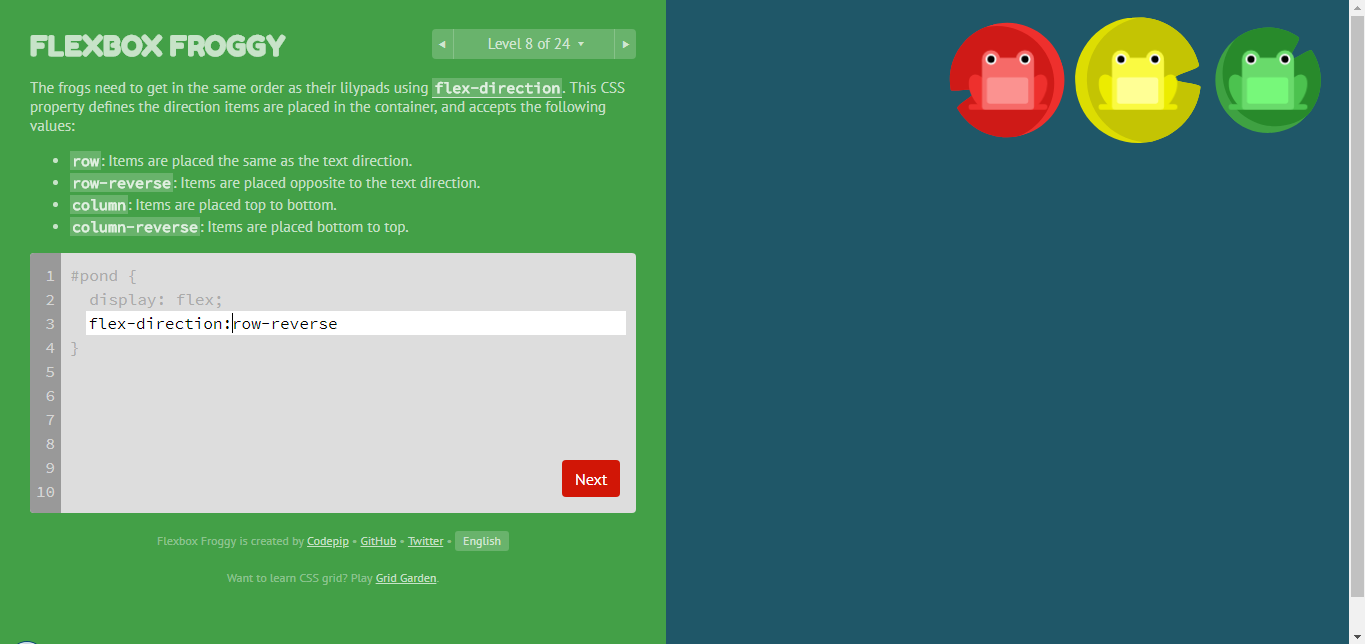 FLEXBOX FROGGY
◀ Level 8 of 24 ▾ ▶
The frogs need to get in the same order as their lilypads using flex-direction. This CSS
property defines the direction items are placed in the container, and accepts the following
values:
• row: Items are placed the same as the text direction.
• row-reverse: Items are placed opposite to the text direction.
• column: Items are placed top to bottom.
• column-reverse: Items are placed bottom to top.
1 #pond {
2 display: flex;
3 flex-direction:row-reverse
4 }
5
6
7
8
9
10
Next
Flexbox Froggy is created by Codepip • GitHub • Twitter • English
Want to learn CSS grid? Play Grid Garden.